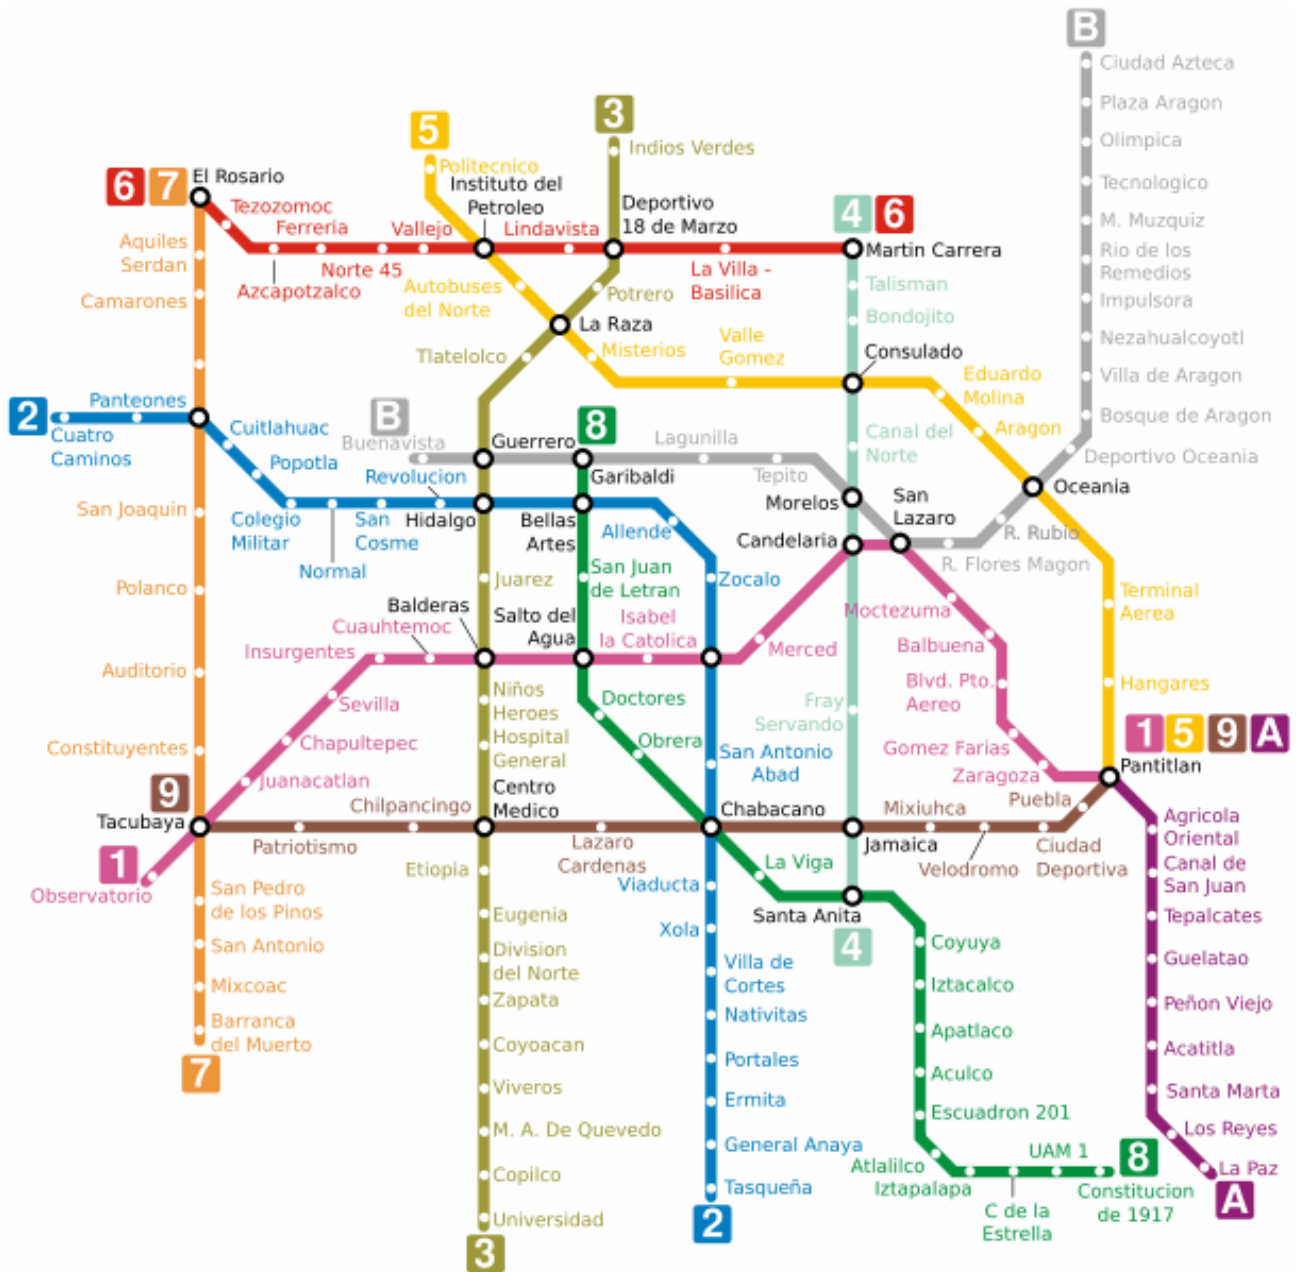 B
Ciudad Azteca
Plaza Aragon
Olimpica
Tecnologico
M. Muzquiz
Rio de los
Remedios
Impulsora
Nezahualcoyotl
Villa de Aragon
Bosque de Aragon
Deportivo Oceania
3
Indios Verdes
5
Politecnico
Instituto del
Petroleo
Deportivo
18 de Marzo
6 7
El Rosario
Tezozomoc
Ferreria
Vallejo
Lindavista
4 6
Martin Carrera
Aquiles
Serdan
Norte 45
Azcapotzalco
La Villa -
Basilica
Autobuses
del Norte
Potrero
Talisman
Camarones
Bondojito
La Raza
Tlatelolco
Misterios
Valle
Gomez
Consulado
Eduardo
Molina
Aragon
2
Panteones
Cuatro
Caminos
Cuitlahuac
Popotla
B
Buenavista
8
Guerrero
Garibaldi
Lagunilla
Tepito
Canal del
Norte
Revolucion
Oceania
San Joaquin
Colegio
Militar
San
Cosme
Normal
Hidalgo
Bellas
Artes
Allende
Morelos
San
Lazaro
Candelaria
R. Rubio
R. Flores Magon
Polanco
Juarez
San Juan
de Letran
Zocalo
Terminal
Aerea
Balderas
Cuauhtemoc
Insurgentes
Salto del
Agua
Isabel
la Catolica
Merced
Moctezuma
Balbuena
Auditorio
Sevilla
Niños
Heroes
Doctores
Fray
Servando
Blvd. Pto.
Aereo
Hangares
Constituyentes
Chapultepec
Hospital
General
Obrera
San Antonio
Abad
Gomez Farias
Zaragoza
1 5 9 A
Pantitlan
9
Juanacatlan
Tacubaya
Chilpancingo
Centro
Medico
Chabacano
Mixiuhca
Puebla
Agricola
Oriental
Patriotismo
Lazaro
Cardenas
Jamaica
Velodromo
Ciudad
Deportiva
1
Observatorio
Etiopia
La Viga
Canal de
San Juan
San Pedro
de los Pinos
Viaducta
Eugenia
Santa Anita
4
Tepalcates
San Antonio
Division
del Norte
Xola
Coyuya
Guelatao
Mixcoac
Zapata
Villa de
Cortes
Iztacalco
Peñon Viejo
Barranca
del Muerto
7
Coyoacan
Nativitas
Apatlaco
Acatitla
Viveros
Portales
Aculco
Santa Marta
M. A. De Quevedo
Ermita
Escuadron 201
Los Reyes
Copilco
General Anaya
Atlalilco
Iztapalapa
UAM 1
8
La Paz
A
Universidad
3
Tasqueña
2
C de la
Estrella
Constitucion
de 1917